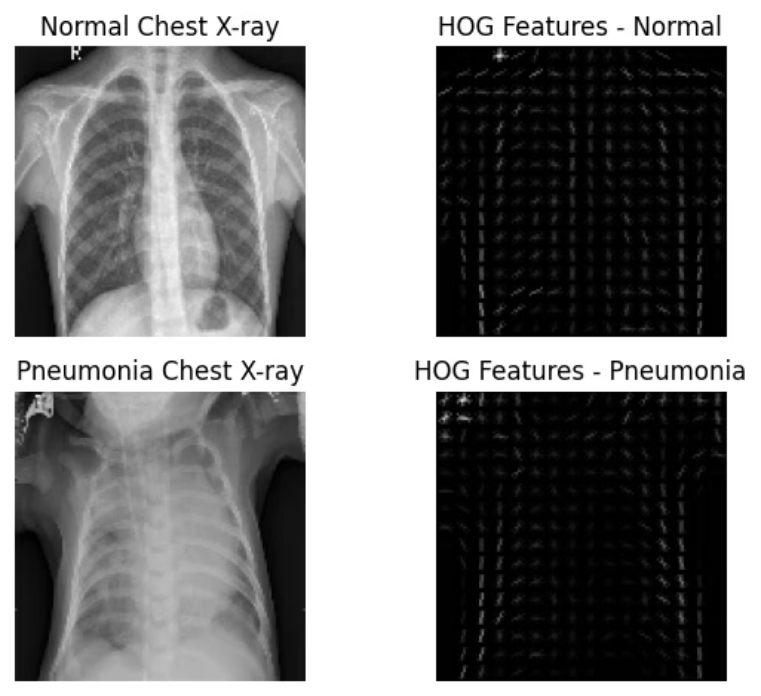 Normal Chest X-ray
HOG Features - Normal
R
Pneumonia Chest X-ray
HOG Features - Pneumonia